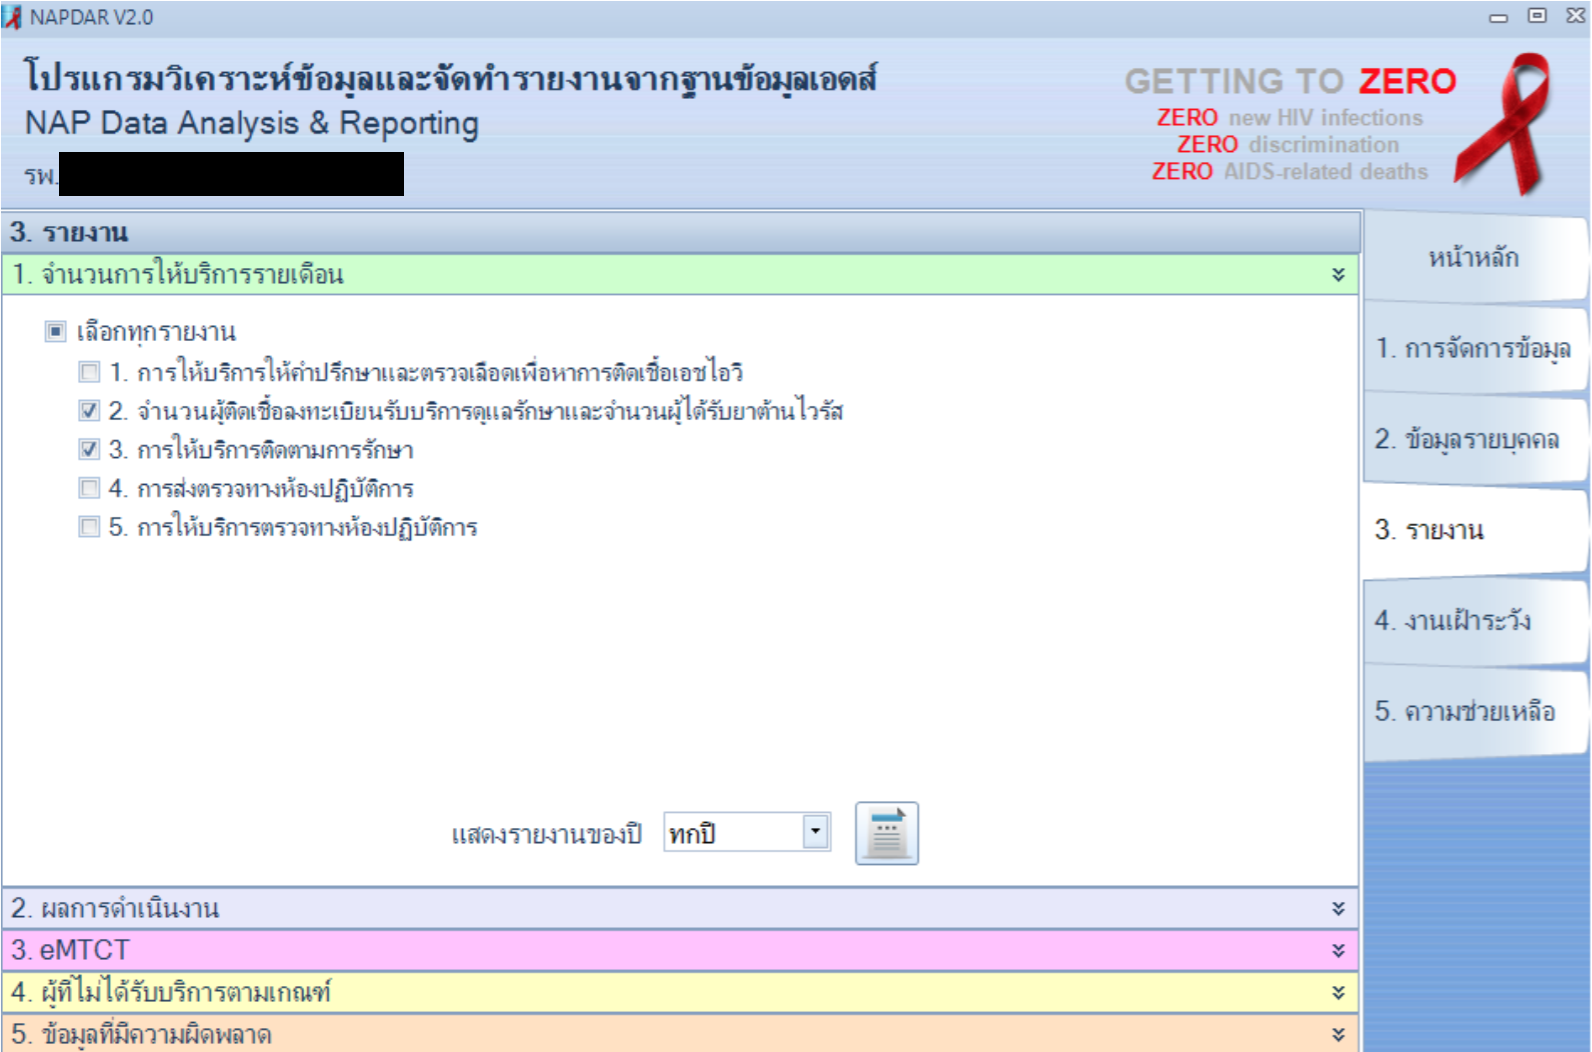 NAPDAR V2.0
โปรแกรมวิเคราะห์ข้อมูลและจัดทำรายงานจากฐานข้อมูลเอดส์
NAP Data Analysis & Reporting
รพ.
GETTING TO ZERO
ZERO new HIV infections
ZERO discrimination
ZERO AIDS-related deaths
3. รายงาน
1. จำนวนการให้บริการรายเดือน
เลือกทุกรายงาน
1. การให้บริการให้คำปรึกษาและตรวจเลือดเพื่อหาการติดเชื้อเอชไอวี
2. จำนวนผู้ติดเชื้อลงทะเบียนรับบริการดูแลรักษาและจำนวนผู้ได้รับยาต้านไวรัส
3. การให้บริการติดตามการรักษา
4. การส่งตรวจทางห้องปฏิบัติการ
5. การให้บริการตรวจทางห้องปฏิบัติการ
แสดงรายงานของปี ทุกปี
2. ผลการดำเนินงาน
3. eMTCT
4. ผู้ที่ไม่ได้รับบริการตามเกณฑ์
5. ข้อมูลที่มีความผิดพลาด
หน้าหลัก
1. การจัดการข้อมูล
2. ข้อมูลรายบุคคล
3. รายงาน
4. งานเฝ้าระวัง
5. ความช่วยเหลือ